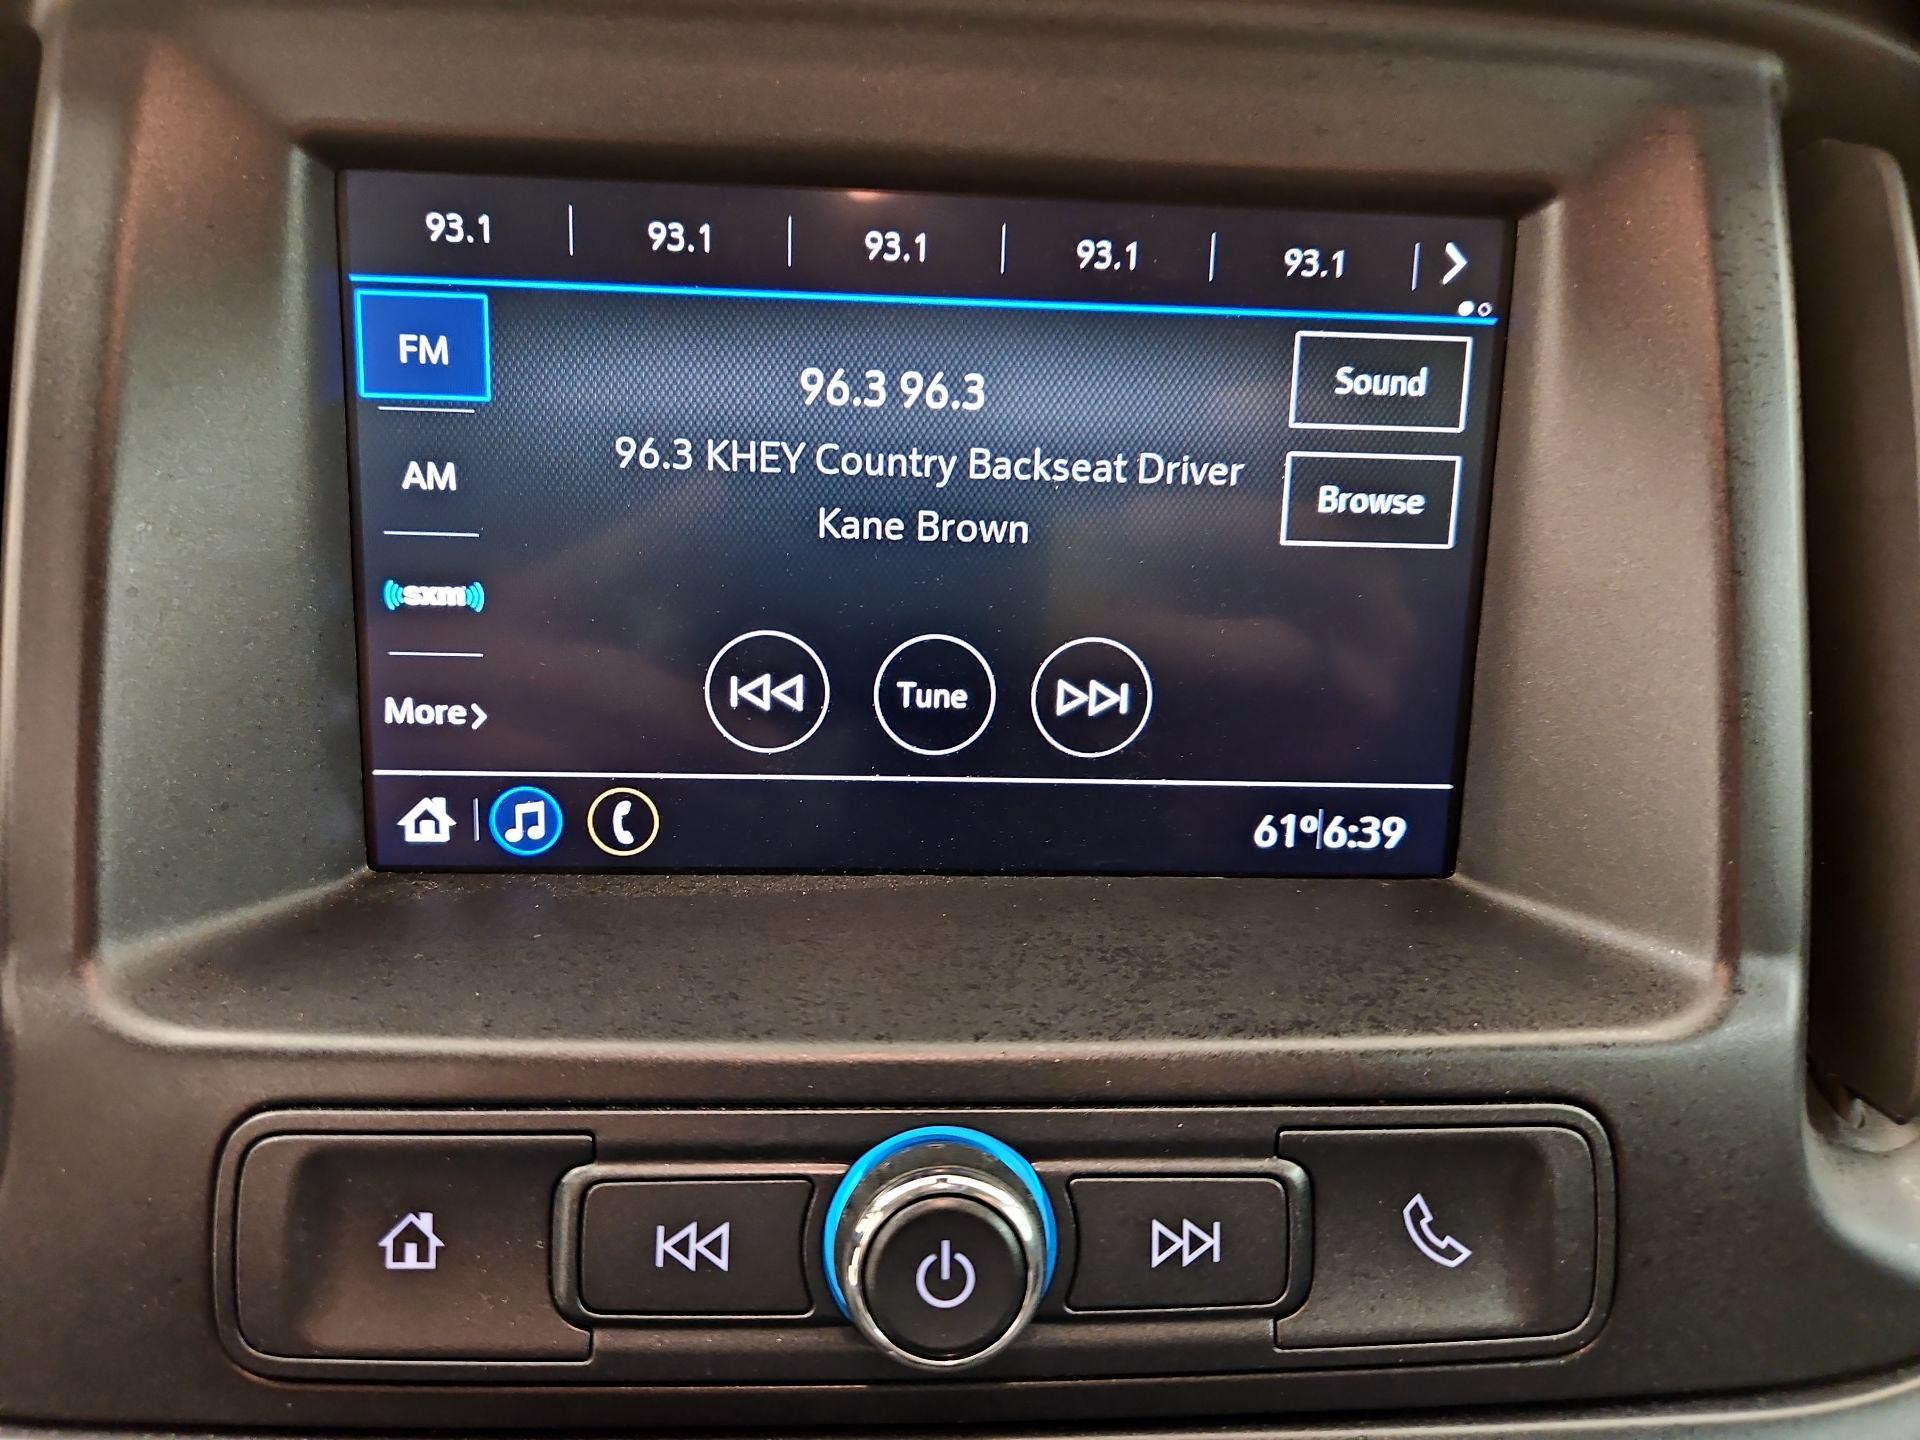 93.1 | 93.1 | 93.1 | 93.1 | 93.1 |
FM
96.3 96.3
Sound
96.3 KHEY Country Backseat Driver
AM
Browse
Kane Brown
sxm
Tune
More
61° 6:39